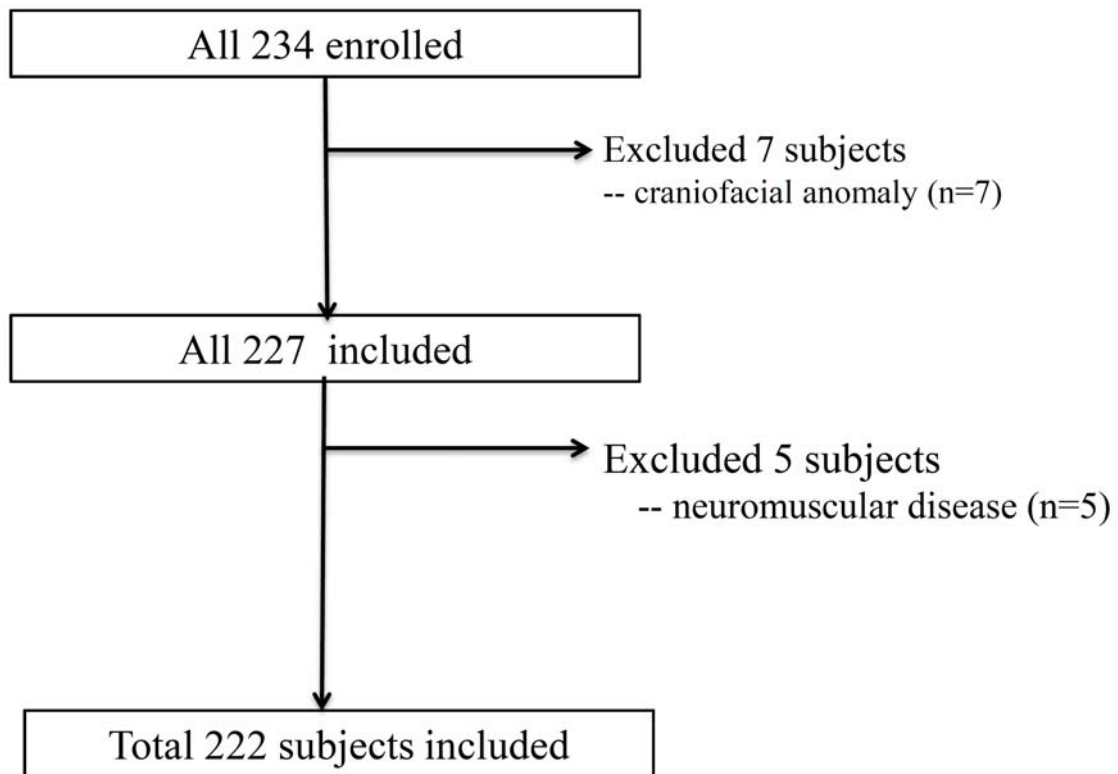 All 234 enrolled
Excluded 7 subjects
-- craniofacial anomaly (n=7)
All 227 included
Excluded 5 subjects
-- neuromuscular disease (n=5)
Total 222 subjects included